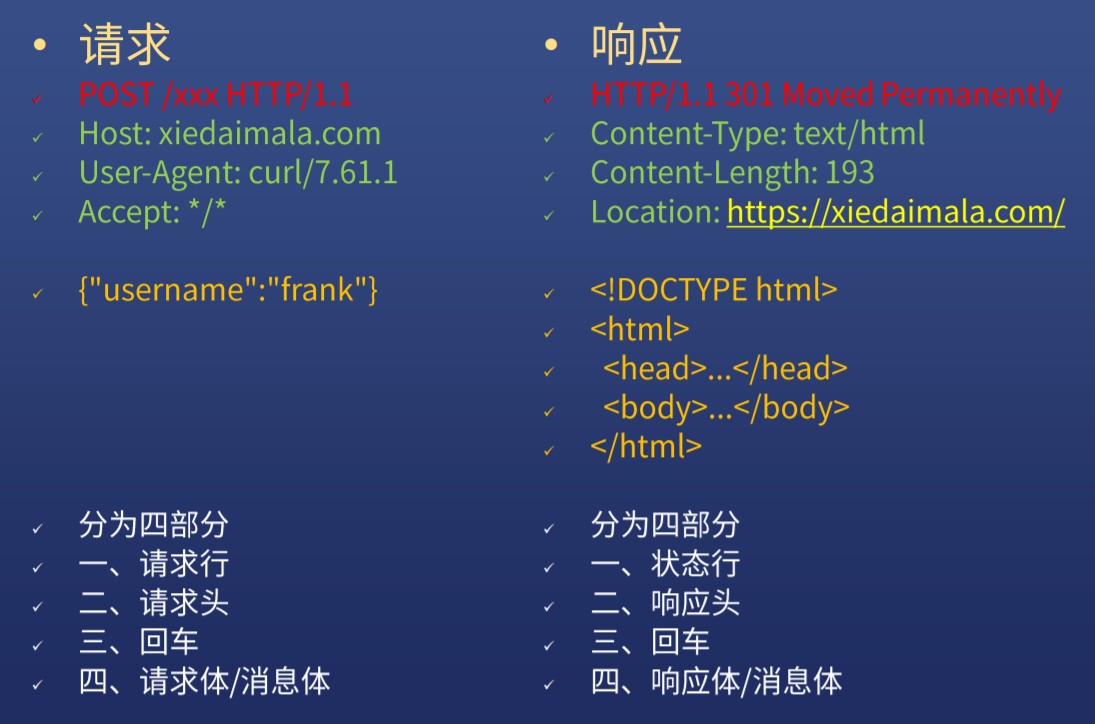 请求
POST /xxx HTTP/1.1
Host: xiedaimala.com
User-Agent: curl/7.61.1
Accept: */*
{"username":"frank"}
分为四部分
一、请求行
二、请求头
三、回车
四、请求体/消息体
响应
HTTP/1.1 301 Moved Permanently
Content-Type: text/html
Content-Length: 193
Location: https://xiedaimala.com/
<!DOCTYPE html>
<html>
<head>...</head>
<body>...</body>
</html>
分为四部分
一、状态行
二、响应头
三、回车
四、响应体/消息体